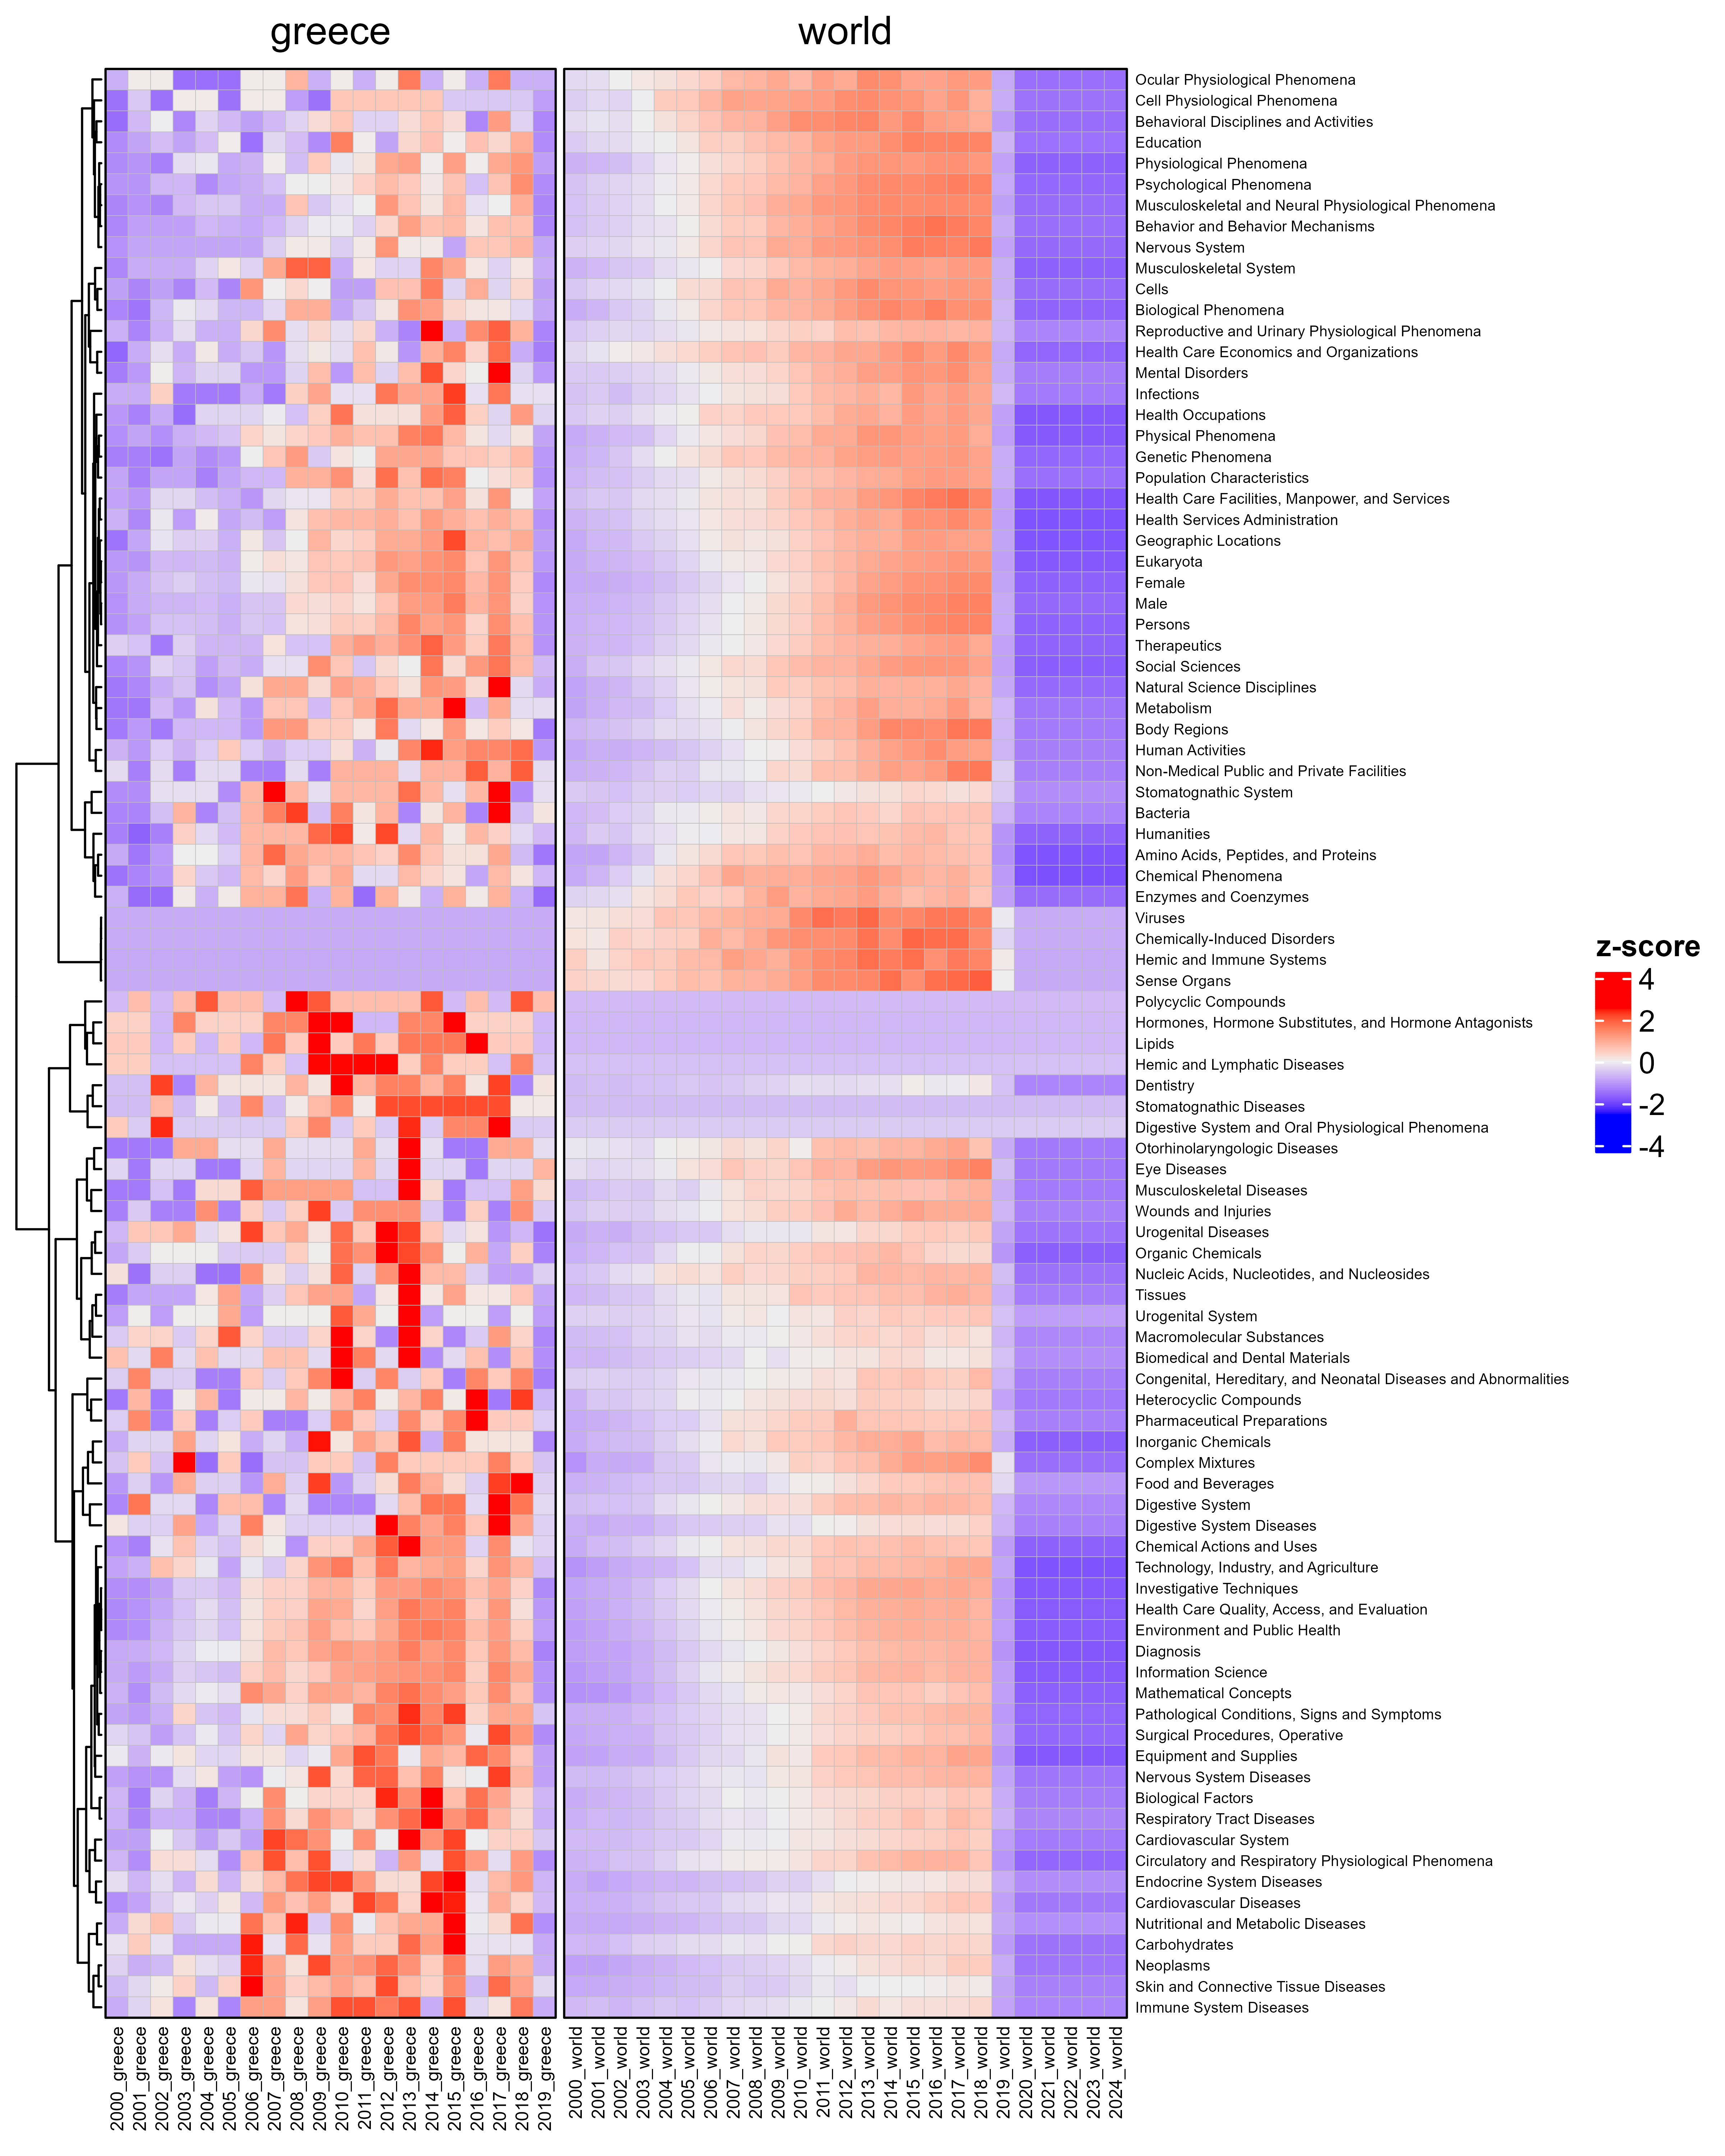 greece
world
Ocular Physiological Phenomena
Cell Physiological Phenomena
Behavioral Disciplines and Activities
Education
Physiological Phenomena
Psychological Phenomena
Musculoskeletal and Neural Physiological Phenomena
Behavior and Behavior Mechanisms
Nervous System
Musculoskeletal System
Cells
Biological Phenomena
Reproductive and Urinary Physiological Phenomena
Health Care Economics and Organizations
Mental Disorders
Infections
Health Occupations
Physical Phenomena
Genetic Phenomena
Population Characteristics
Health Care Facilities, Manpower, and Services
Health Services Administration
Geographic Locations
Eukaryota
Female
Male
Persons
Therapeutics
Social Sciences
Natural Science Disciplines
Metabolism
Body Regions
Human Activities
Non-Medical Public and Private Facilities
Stomatognathic System
Bacteria
Humanities
Amino Acids, Peptides, and Proteins
Chemical Phenomena
Enzymes and Coenzymes
Viruses
Chemically-Induced Disorders
Hemic and Immune Systems
Sense Organs
Polycyclic Compounds
Hormones, Hormone Substitutes, and Hormone Antagonists
Lipids
Hemic and Lymphatic Diseases
Dentistry
Stomatognathic Diseases
Digestive System and Oral Physiological Phenomena
Otorhinolaryngologic Diseases
Eye Diseases
Musculoskeletal Diseases
Wounds and Injuries
Urogenital Diseases
Organic Chemicals
Nucleic Acids, Nucleotides, and Nucleosides
Tissues
Urogenital System
Macromolecular Substances
Biomedical and Dental Materials
Congenital, Hereditary, and Neonatal Diseases and Abnormalities
Heterocyclic Compounds
Pharmaceutical Preparations
Inorganic Chemicals
Complex Mixtures
Food and Beverages
Digestive System
Digestive System Diseases
Chemical Actions and Uses
Technology, Industry, and Agriculture
Investigative Techniques
Health Care Quality, Access, and Evaluation
Environment and Public Health
Diagnosis
Information Science
Mathematical Concepts
Pathological Conditions, Signs and Symptoms
Surgical Procedures, Operative
Equipment and Supplies
Nervous System Diseases
Biological Factors
Respiratory Tract Diseases
Cardiovascular System
Circulatory and Respiratory Physiological Phenomena
Endocrine System Diseases
Cardiovascular Diseases
Nutritional and Metabolic Diseases
Carbohydrates
Neoplasms
Skin and Connective Tissue Diseases
Immune System Diseases
z-score
4
2
0
-2
-4
2000_greece
2001_greece
2002_greece
2003_greece
2004_greece
2005_greece
2006_greece
2007_greece
2008_greece
2009_greece
2010_greece
2011_greece
2012_greece
2013_greece
2014_greece
2015_greece
2016_greece
2017_greece
2018_greece
2019_greece
2000_world
2001_world
2002_world
2003_world
2004_world
2005_world
2006_world
2007_world
2008_world
2009_world
2010_world
2011_world
2012_world
2013_world
2014_world
2015_world
2016_world
2017_world
2018_world
2019_world
2020_world
2021_world
2022_world
2023_world
2024_world